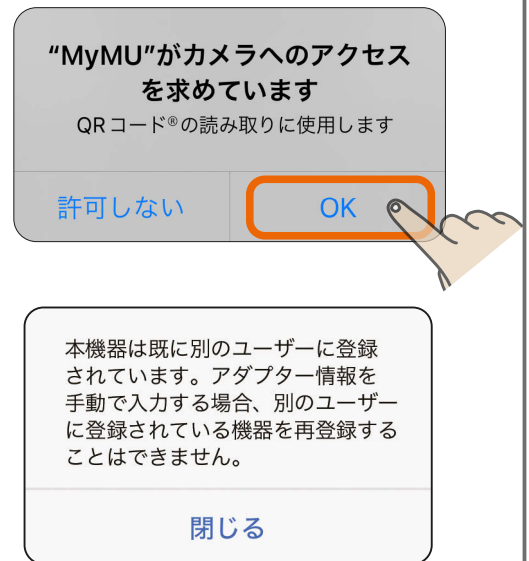 “MyMU”がカメラへのアクセス
を求めています
QRコード®の読み取りに使用します
許可しない OK
本機器は既に別のユーザーに登録
されています。アダプター情報を
手動で入力する場合、別のユーザー
に登録されている機器を再登録する
ことはできません。
閉じる